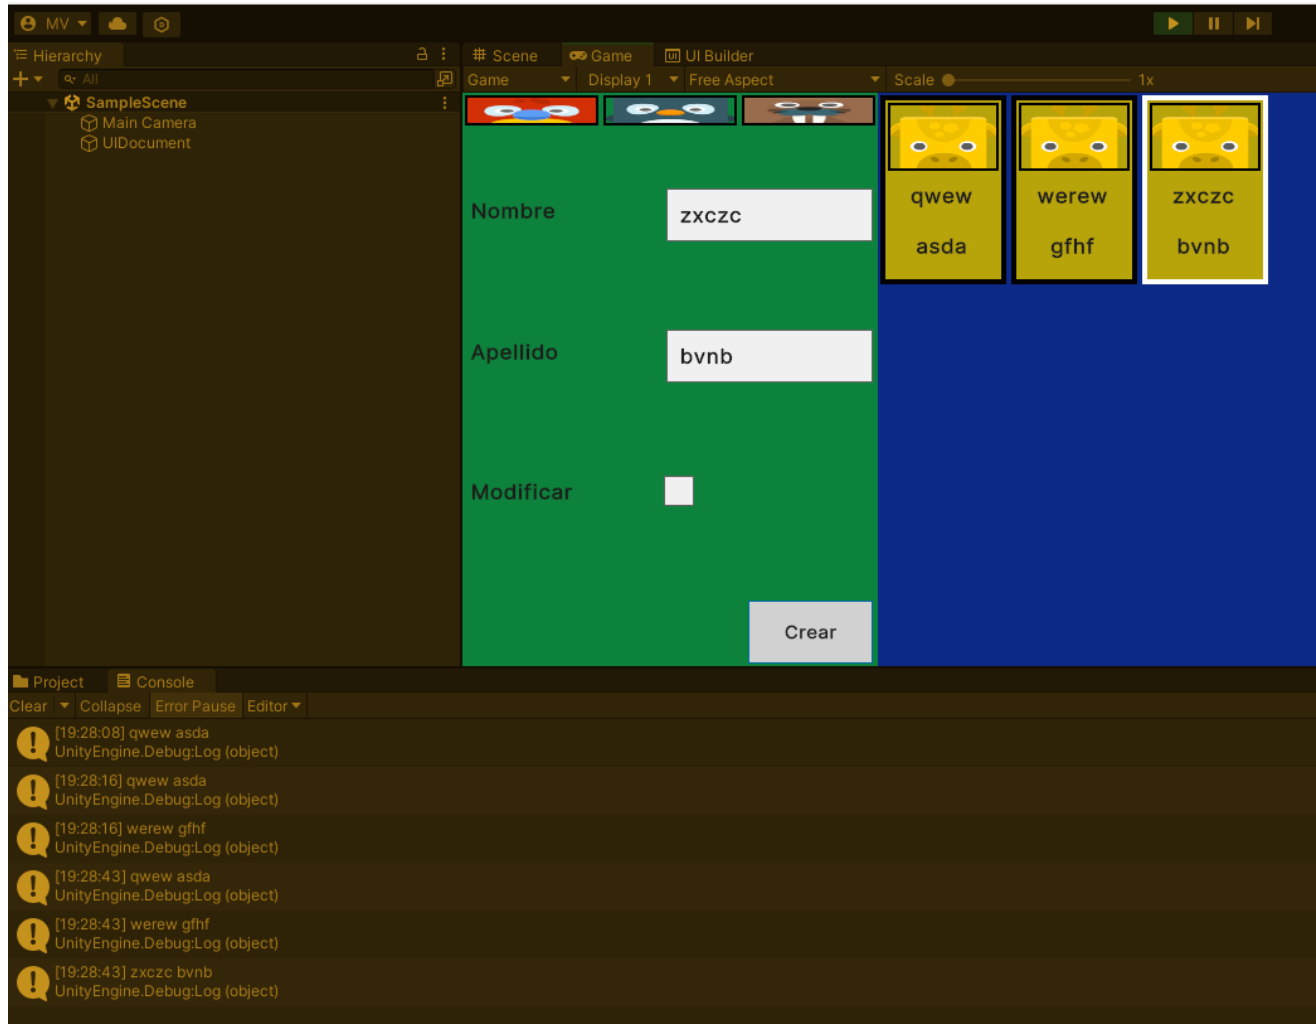 MV
Hierarchy
All
SampleScene
Main Camera
UIDocument
Scene
Game
UI Builder
Game
Display 1
Free Aspect
Scale
1x
Nombre
zxczc
Apellido
bvnb
Modificar
Crear
qwew
asda
werew
gfhf
zxczc
bvnb
Project
Console
Clear
Collapse
Error Pause
Editor
[19:28:08] qwew asda
UnityEngine.Debug:Log (object)
[19:28:16] qwew asda
UnityEngine.Debug:Log (object)
[19:28:16] werew gfhf
UnityEngine.Debug:Log (object)
[19:28:43] qwew asda
UnityEngine.Debug:Log (object)
[19:28:43] werew gfhf
UnityEngine.Debug:Log (object)
[19:28:43] zxczc bvnb
UnityEngine.Debug:Log (object)